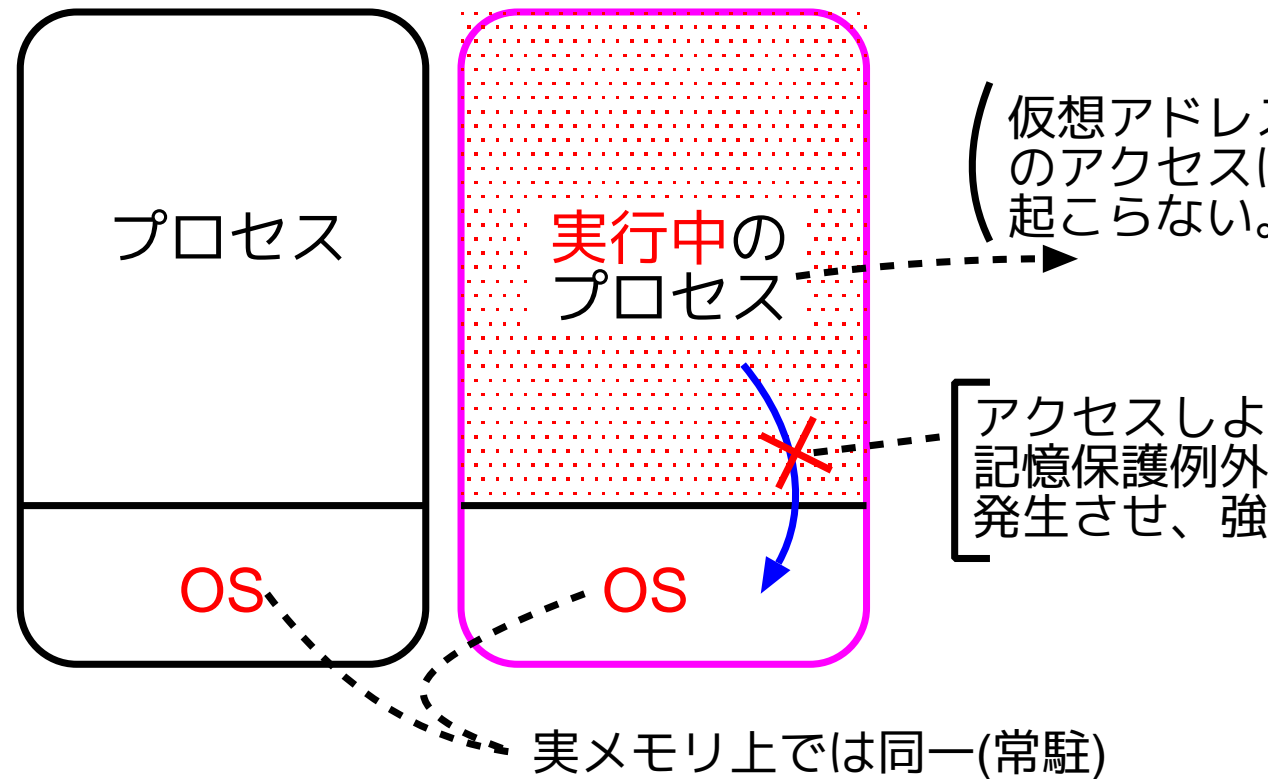 プロセス
実行中の
プロセス
仮想アドレス
のアクセスは
起こらない。
アクセスしよ
記憶保護例外
発生させ、強
OS
OS
実メモリ上では同一(常駐)